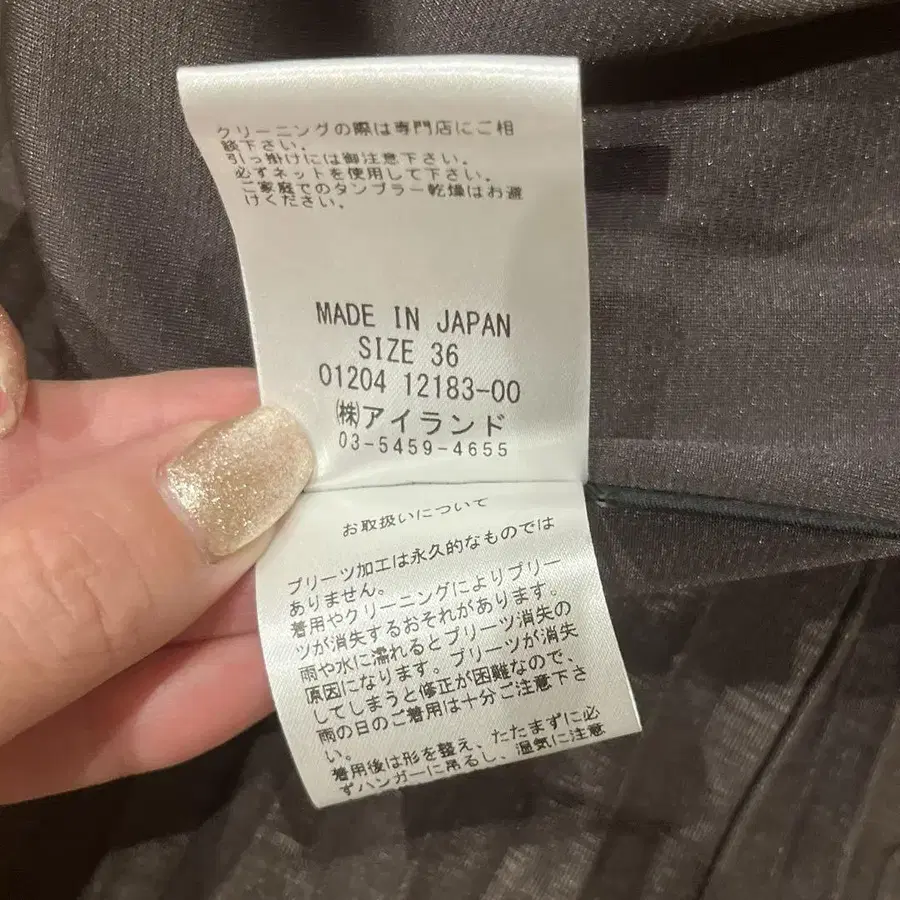 クリーニングの際は専門店にご相
談下さい。
引っ掛けには御注意下さい。
必ずネットを使用して下さい。
ご家庭でのタンブラー乾燥はお避
けください。
MADE IN JAPAN
SIZE 36
01204 12183-00
㈱アイランド
03-5459-4655
お取扱いについて
プリーツ加工は永久的なものでは
ありません。
着用やクリーニングによりプリー
ツが消失するおそれがあります。
雨や水に濡れるとプリーツ消失の
原因になります。プリーツが消失
してしまうと修正が困難なので、
雨の日のご着用は十分ご注意下さ
い。
着用後は形を整え、たたまずに必
ずハンガーに吊るし、湿気に注意